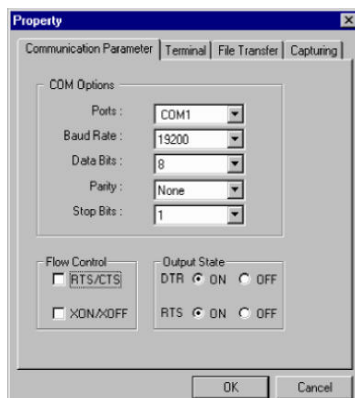 Property
Communication Parameter Terminal File Transfer Capturing
COM Options
Ports : COM1
Baud Rate : 19200
Data Bits : 8
Parity : None
Stop Bits : 1
Flow Control
RTS/CTS
XON/XOFF
Output State
DTR ON OFF
RTS ON OFF
OK Cancel